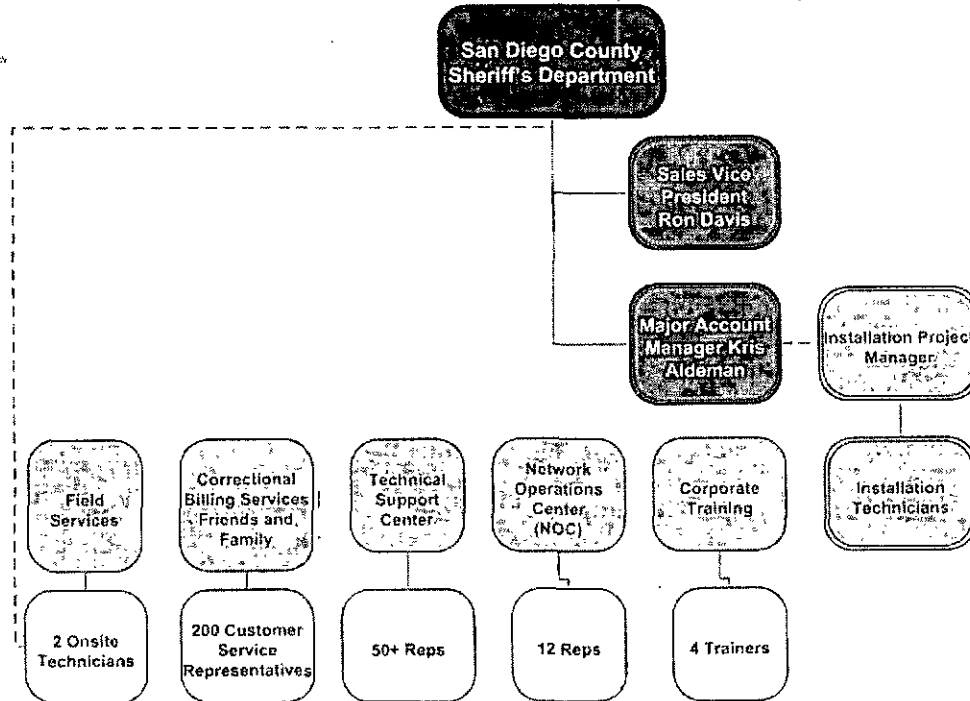 San Diego County
Sheriff's Department
Sales Vice
President
Ron Davis
Major Account
Manager Kris
Aldeman
Installation Project
Manager
Field
Services
Correctional
Billing Services
Friends and
Family
Technical
Support
Center
Network
Operations
Center
(NOC)
Corporate
Training
Installation
Technicians
2 Onsite
Technicians
200 Customer
Service
Representatives
50+ Reps
12 Reps
4 Trainers